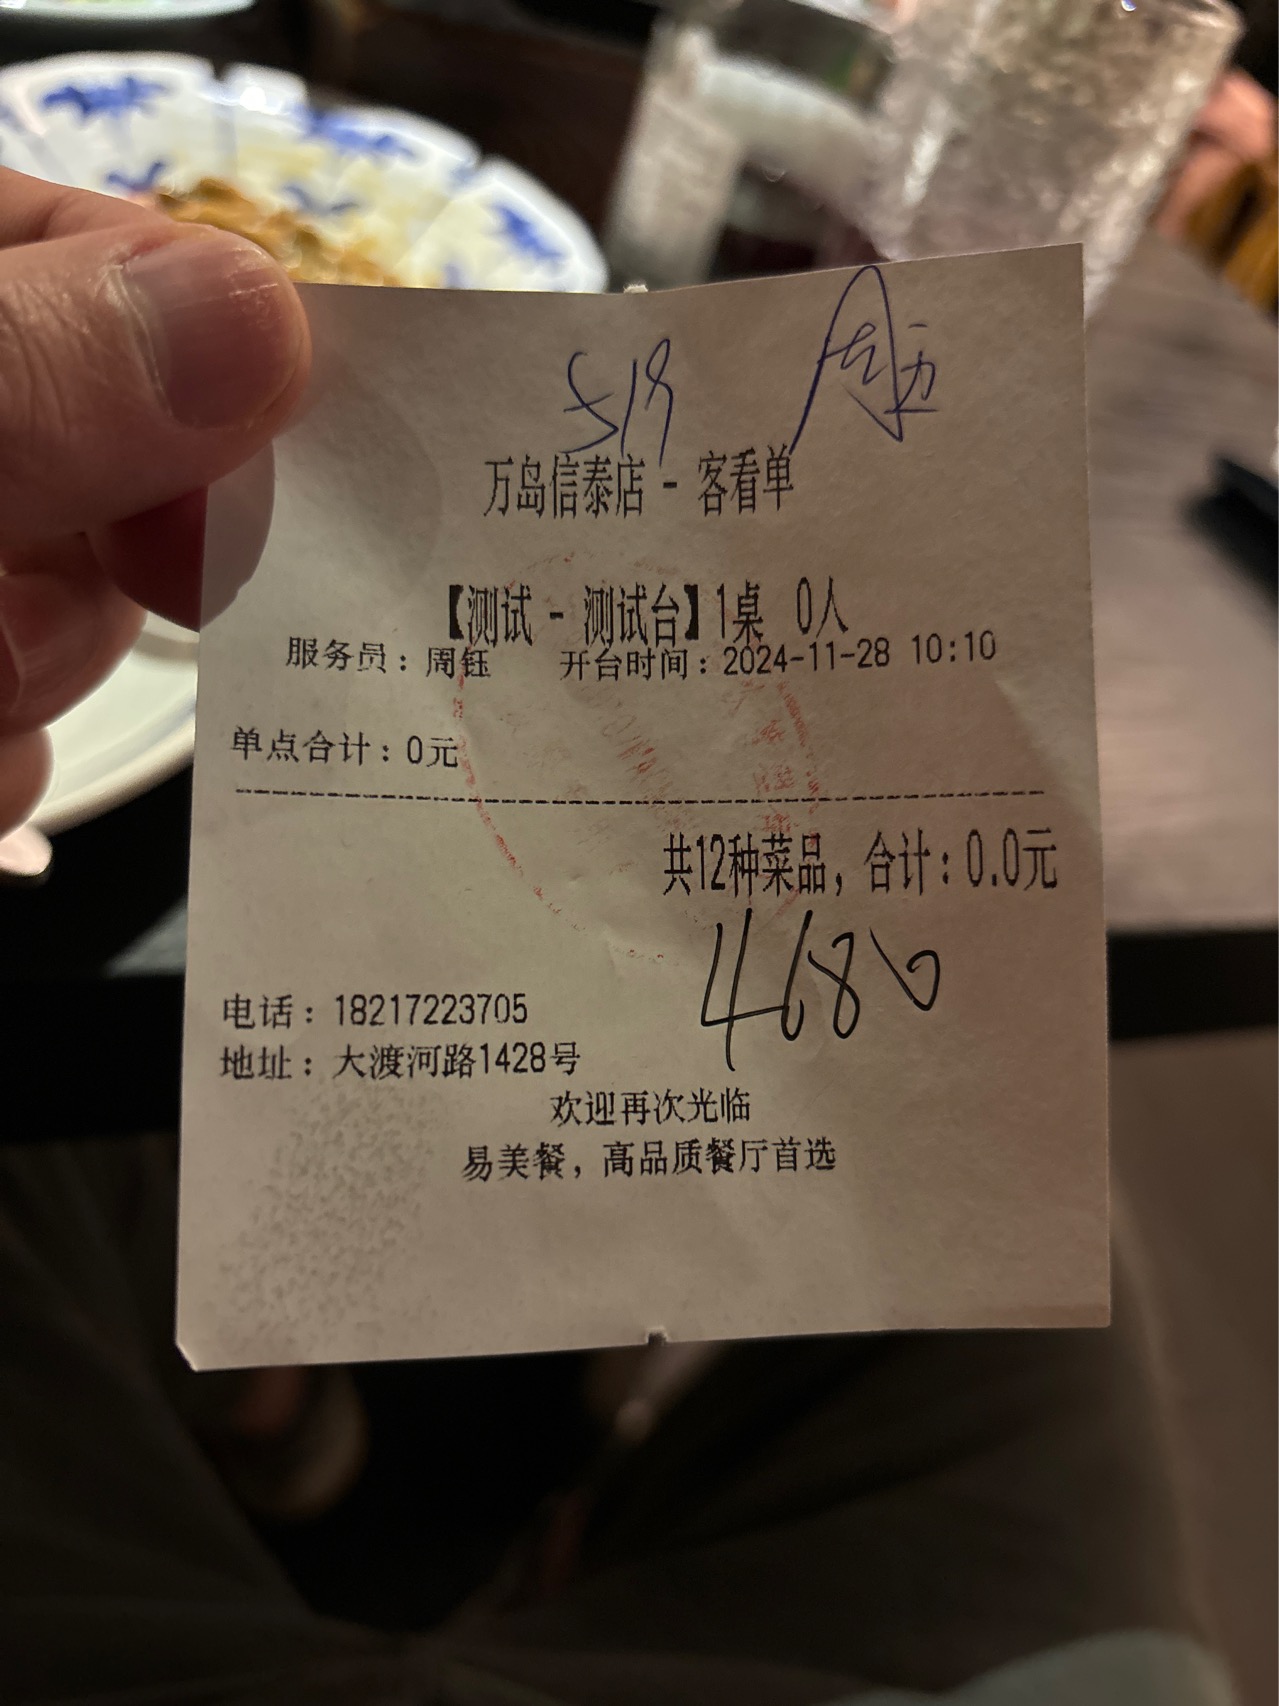 519
万岛信泰店 - 客看单
【测试 - 测试台】1桌 0人
服务员：周钰 开台时间：2024-11-28 10:10
单点合计：0元
共12种菜品，合计：0.0元
4680
电话：18217223705
地址：大渡河路1428号
欢迎再次光临
易美餐，高品质餐厅首选